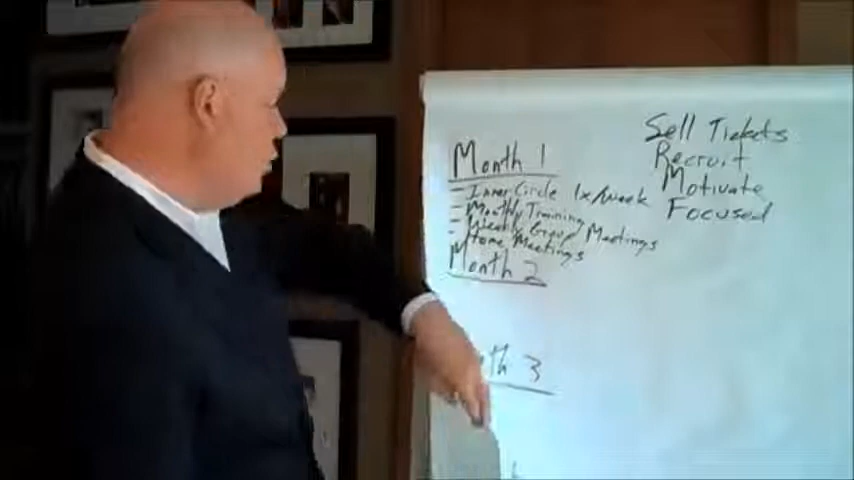 Month 1
- Inner Circle 1x/week
- Monthly Training
- Weekly Group Meetings
- Home Meetings
Month 2
3
Sell Tickets
Recruit
Motivate
Focused